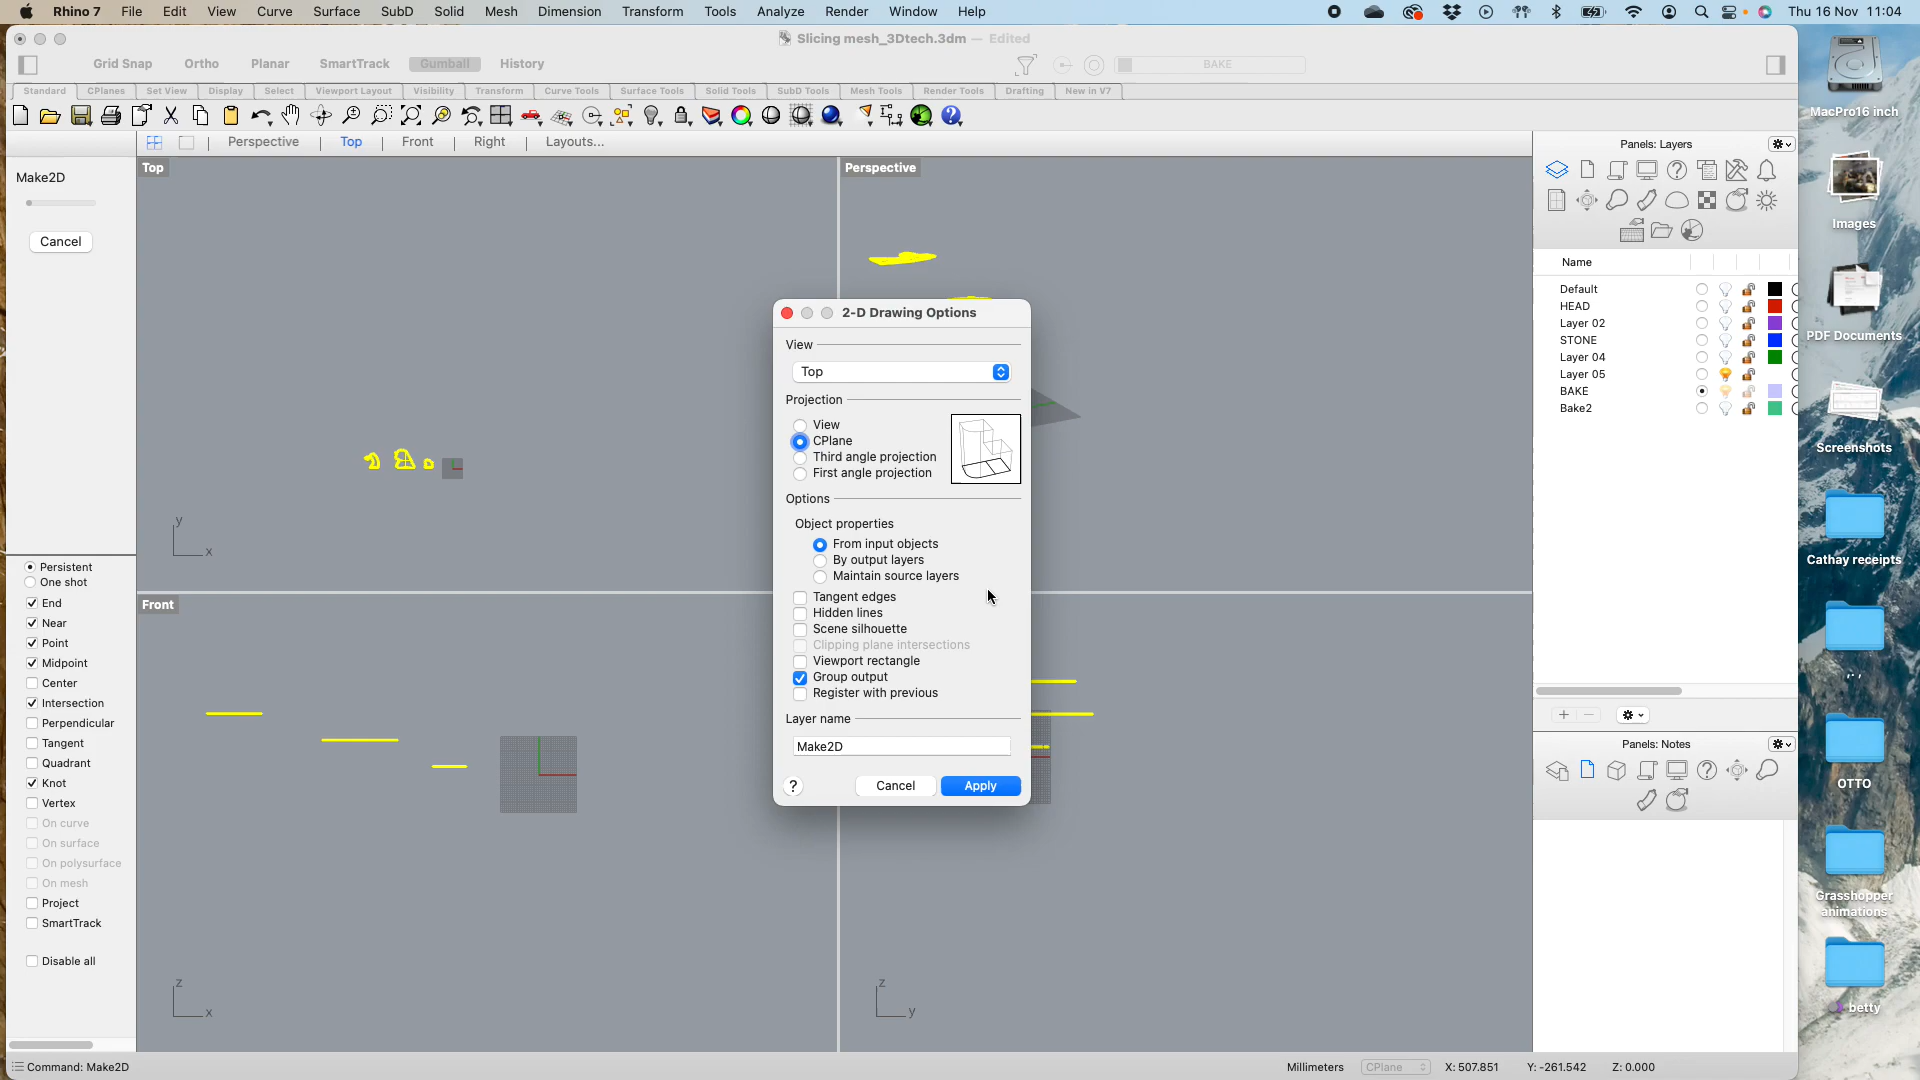 Rhino 7 File Edit View Curve Surface SubD Solid Mesh Dimension Transform Tools Analyze Render Window Help Thu 16 Nov 11:04
Slicing mesh_3Dtech.3dm — Edited
Grid Snap Ortho Planar SmartTrack Gumball History BAKE
Standard CPlanes Set View Display Select Viewport Layout Visibility Transform Curve Tools Surface Tools Solid Tools SubD Tools Mesh Tools Render Tools Drafting New in V7
Perspective Top Front Right Layouts...
Make2D
Cancel
Persistent
One shot
End
Near
Point
Midpoint
Center
Intersection
Perpendicular
Tangent
Quadrant
Knot
Vertex
On curve
On surface
On polysurface
On mesh
Project
SmartTrack
Disable all
Top
y
x
Perspective
Front
z
x
z
y
2-D Drawing Options
View
Top
Projection
View
CPlane
Third angle projection
First angle projection
Options
Object properties
From input objects
By output layers
Maintain source layers
Tangent edges
Hidden lines
Scene silhouette
Clipping plane intersections
Viewport rectangle
Group output
Register with previous
Layer name
Make2D
? Cancel Apply
Panels: Layers
Name
Default
HEAD
Layer 02
STONE
Layer 04
Layer 05
BAKE
Bake2
Panels: Notes
MacPro16 inch
Images
PDF Documents
Screenshots
Cathay receipts
, ,
OTTO
Grasshopper
animations
betty
Command: Make2D Millimeters CPlane X: 507.851 Y: -261.542 Z: 0.000